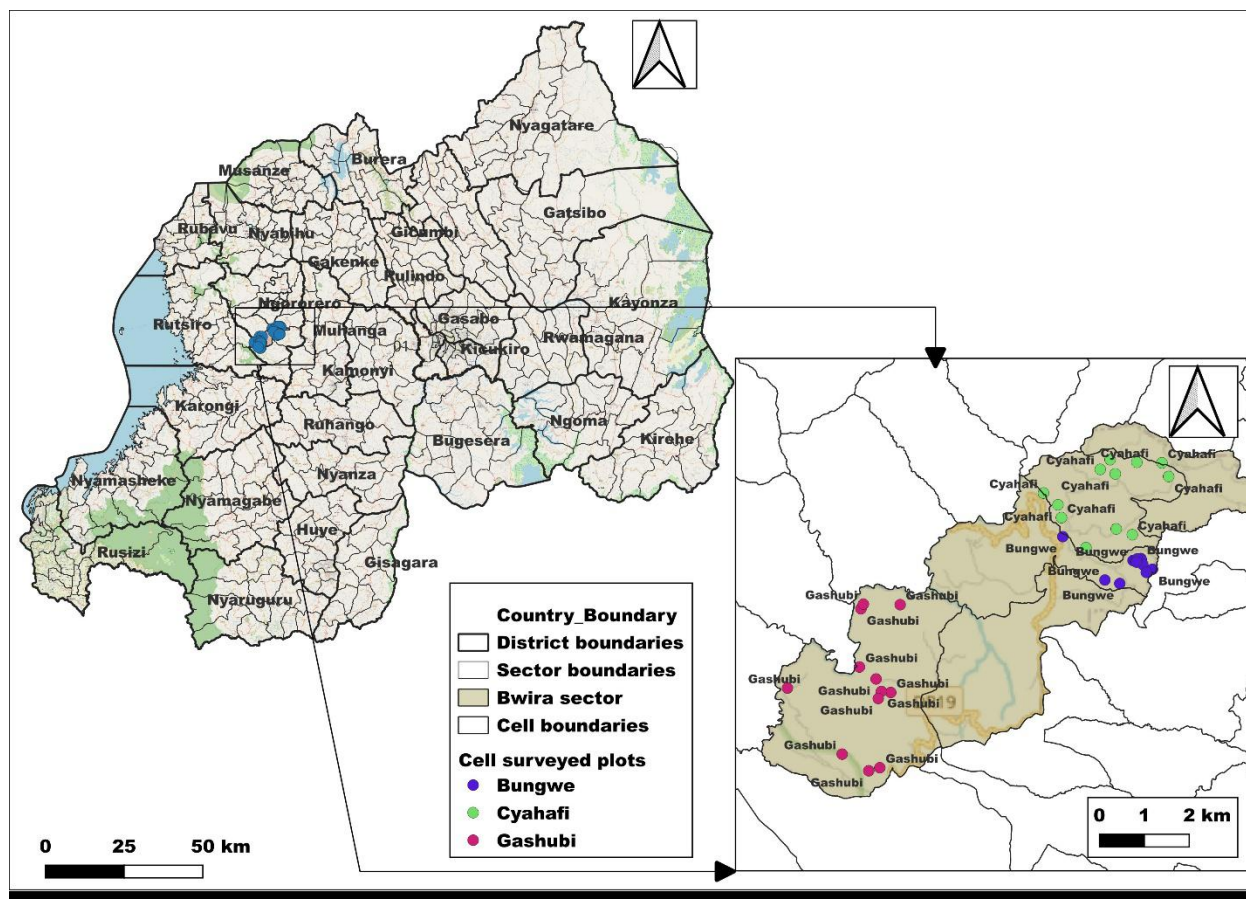 Nyagatare
Burera
Musanze
Gatsibo
Rubavu
Nyabihu
Gicumbi
Gakenke
Rulindo
Ngororero
Kayonza
Rutsiro
Muhanga
Gasabo
Rwamagana
01
Kicukiro
Kamonyi
Karongi
Ruhango
Bugesera
Ngoma
Kirehe
Nyanza
Nyamasheke
Nyamagabe
Huye
Rusizi
Gisagara
Nyaruguru
Country_Boundary
District boundaries
Sector boundaries
Bwira sector
Cell boundaries
Cell surveyed plots
Bungwe
Cyahafi
Gashubi
0 25 50 km
Cyahafi Cyahafi Cyahafi
Cyahafi Cyahafi Cyahafi
Cyahafi Cyahafi Cyahafi
Bungwe Bungwe Bungwe
Bungwe Bungwe
Bungwe
Gashubi Gashubi
Gashubi
Gashubi
Gashubi Gashubi Gashubi
Gashubi Gashubi
Gashubi Gashubi
Gashubi
0 1 2 km